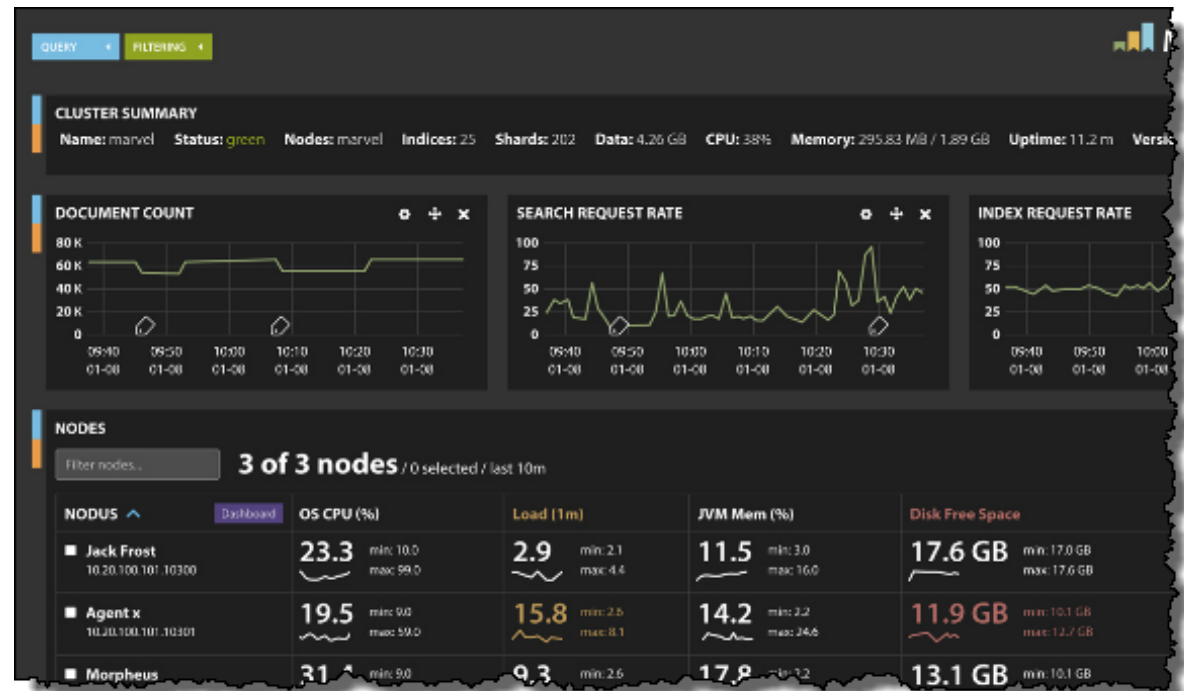 QUERY FILTERING
CLUSTER SUMMARY
Name: marvel Status: green Nodes: marvel Indices: 25 Shards: 202 Data: 4.26 GB CPU: 38% Memory: 295.83 MB / 1.89 GB Uptime: 11.2 m
DOCUMENT COUNT
80 K
60 K
40 K
20 K
0
09:40 09:50 10:00 10:10 10:20 10:30
01-08 01-08 01-08 01-08 01-08 01-08
SEARCH REQUEST RATE
100
75
50
25
0
09:40 09:50 10:00 10:10 10:20 10:30
01-08 01-08 01-08 01-08 01-08 01-08
INDEX REQUEST RATE
100
75
50
25
0
09:40 09:50 10:00
01-08 01-08 01-08
NODES
Filter nodes.. 3 of 3 nodes / 0 selected / last 10m
NODUS Dashboard OS CPU (%) Load (1m) JVM Mem (%) Disk Free Space
Jack Frost 23.3 min: 10.0 2.9 min: 2.1 11.5 min: 3.0 17.6 GB min: 17.0 GB
10.20.100.101.10300 max: 99.0 max: 4.4 max: 16.0 max: 17.6 GB
Agent x 19.5 min: 9.0 15.8 min: 2.6 14.2 min: 2.2 11.9 GB min: 10.1 GB
10.20.100.101.10301 max: 59.0 max: 8.1 max: 24.6 max: 12.7 GB
Morpheus min: 9.0 9.3 min: 2.6 17.8 13.1 GB min: 10.1 GB